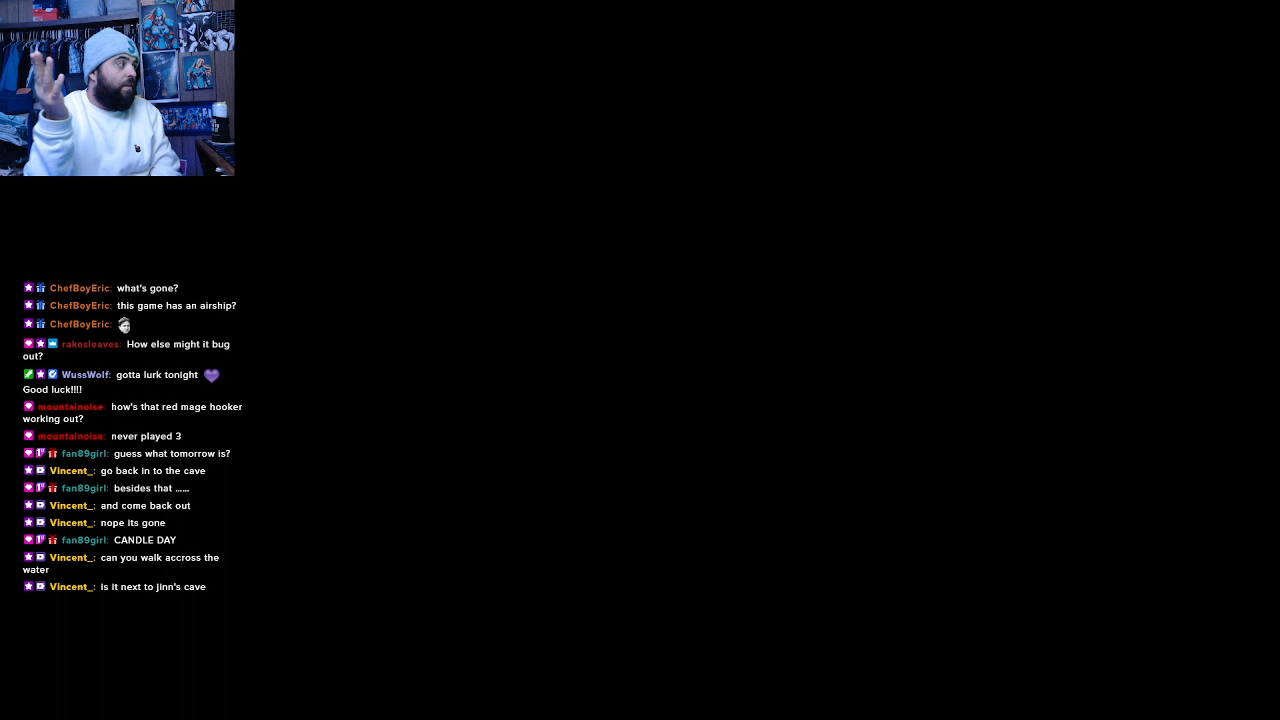 ChefBoyEric: what's gone?
ChefBoyEric: this game has an airship?
ChefBoyEric:
rakesleaves: How else might it bug
out?
WussWolf: gotta lurk tonight
Good luck!!!!
mountainoise: how's that red mage hooker
working out?
mountainoise: never played 3
fan89girl: guess what tomorrow is?
Vincent_: go back in to the cave
fan89girl: besides that ......
Vincent_: and come back out
Vincent_: nope its gone
fan89girl: CANDLE DAY
Vincent_: can you walk accross the
water
Vincent_: is it next to jinn's cave